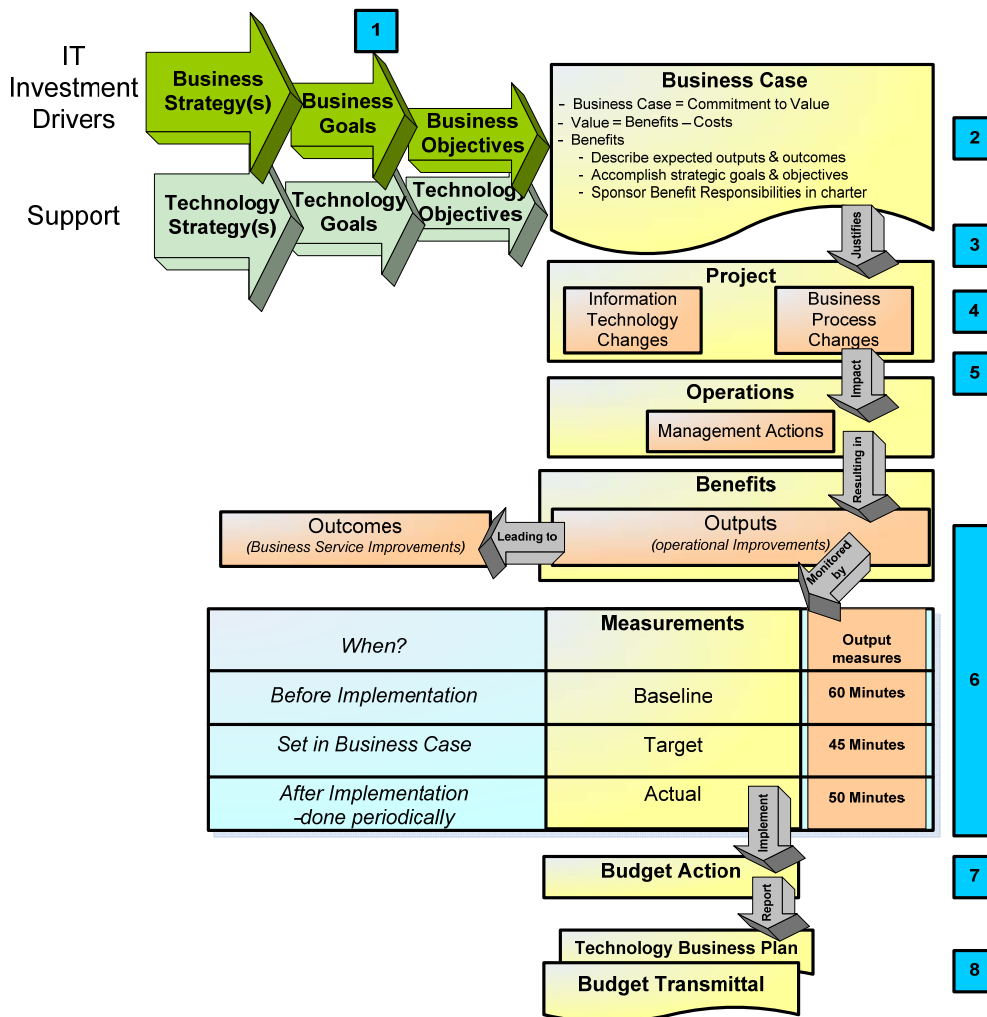 1
IT
Investment
Drivers
Business
Strategy(s)
Business
Goals
Business
Objectives
Support
Technology
Strategy(s)
Technology
Goals
Technology
Objectives
Business Case
- Business Case = Commitment to Value
- Value = Benefits – Costs
- Benefits
- Describe expected outputs & outcomes
- Accomplish strategic goals & objectives
- Sponsor Benefit Responsibilities in charter
2
Justifies
3
Project
Information
Technology
Changes
Business
Process
Changes
4
Impact
5
Operations
Management Actions
Resulting in
Benefits
Outputs
(operational Improvements)
Leading to
Outcomes
(Business Service Improvements)
Monitored
by
6
When?
Measurements
Output
measures
Before Implementation
Baseline
60 Minutes
Set in Business Case
Target
45 Minutes
After Implementation
-done periodically
Actual
50 Minutes
Implement
Budget Action
7
Report
Technology Business Plan
Budget Transmittal
8